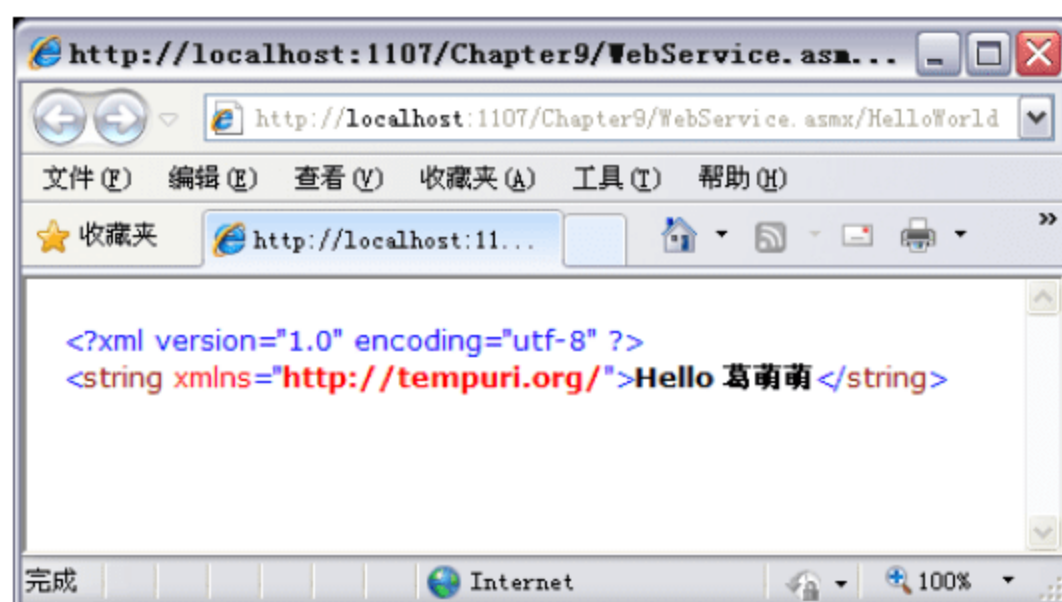 http://localhost:1107/Chapter9/WebService.asm...
http://localhost:1107/Chapter9/WebService.asmx/HelloWorld
文件(F) 编辑(E) 查看(V) 收藏夹(A) 工具(T) 帮助(H)
收藏夹 http://localhost:11... »
<?xml version="1.0" encoding="utf-8" ?>
<string xmlns="http://tempuri.org/">Hello 葛萌萌</string>
完成 Internet 100%